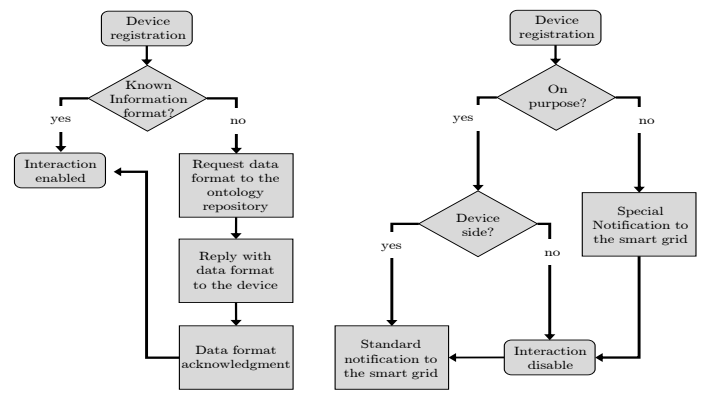 Device
registration
Known
Information
format?
yes
no
Interaction
enabled
Request data
format to the
ontology
repository
Reply with
data format
to the device
Data format
acknowledgment
Device
registration
On
purpose?
yes
no
Device
side?
Special
Notification to
the smart grid
yes
no
Standard
notification to
the smart grid
Interaction
disable